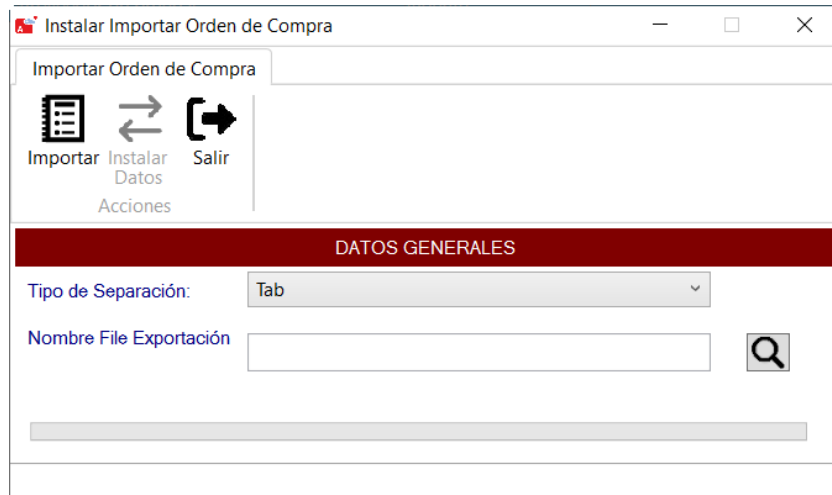 Instalar Importar Orden de Compra
Importar Orden de Compra
Importar Instalar Datos Salir
Acciones
DATOS GENERALES
Tipo de Separación: Tab
Nombre File Exportación